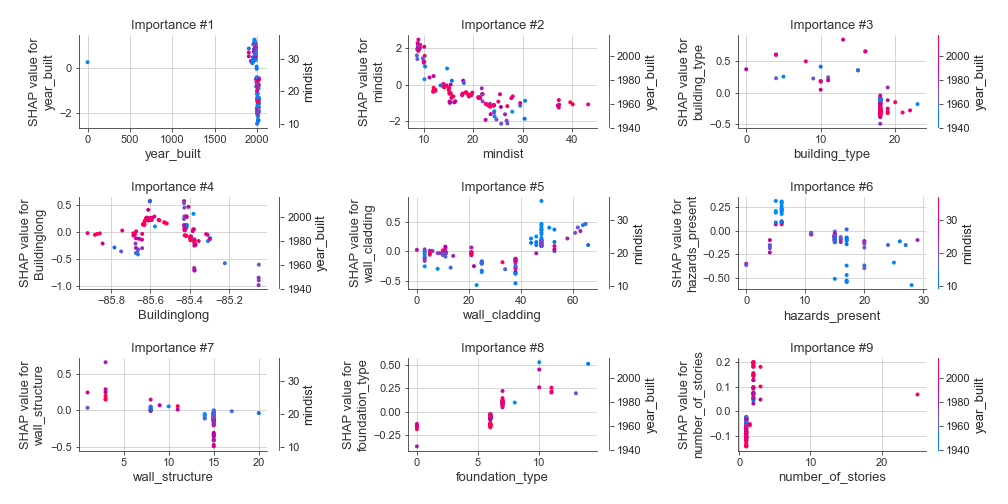 Importance #1
SHAP value for
year_built
0
−2
0
500
1000
1500
2000
year_built
30
20
10
mindist
Importance #2
SHAP value for
mindist
2
0
−2
10
20
30
40
mindist
2000
1980
1960
1940
year_built
Importance #3
SHAP value for
building_type
0.5
0.0
−0.5
0
10
20
building_type
2000
1980
1960
1940
year_built
Importance #4
SHAP value for
Buildinglong
0.5
0.0
−0.5
−1.0
−85.8
−85.6
−85.4
−85.2
Buildinglong
2000
1980
1960
1940
year_built
Importance #5
SHAP value for
wall_cladding
0.5
0.0
−0.5
0
20
40
60
wall_cladding
30
20
10
mindist
Importance #6
SHAP value for
hazards_present
0.25
0.00
−0.25
−0.50
0
10
20
30
hazards_present
30
20
10
mindist
Importance #7
SHAP value for
wall_structure
0.5
0.0
−0.5
5
10
15
20
wall_structure
30
20
10
mindist
Importance #8
SHAP value for
foundation_type
0.50
0.25
0.00
−0.25
0
5
10
foundation_type
2000
1980
1960
1940
year_built
Importance #9
SHAP value for
number_of_stories
0.2
0.1
0.0
−0.1
0
5
10
15
20
25
number_of_stories
2000
1980
1960
1940
year_built